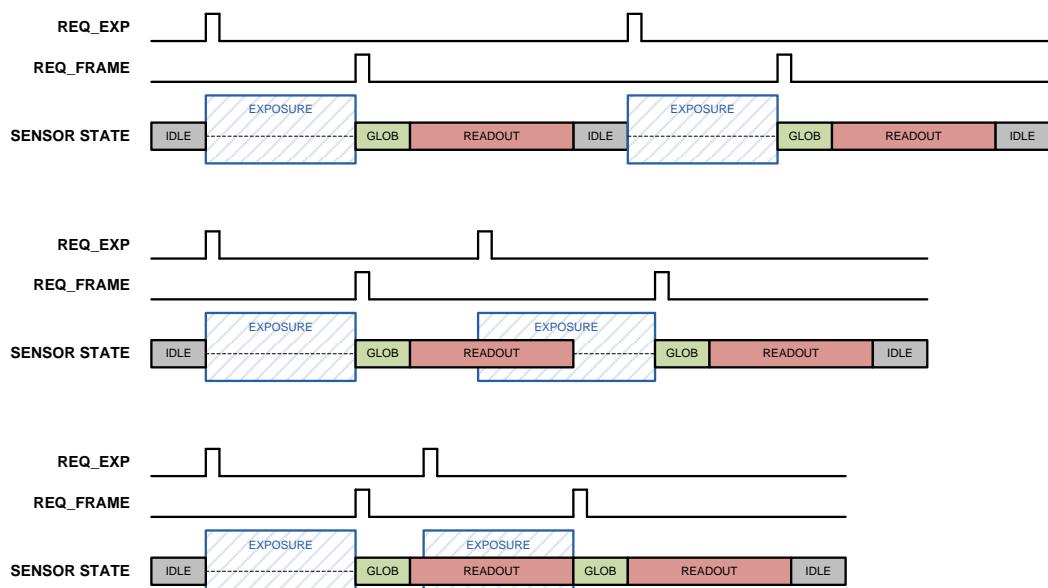 REQ_EXP
REQ_FRAME
EXPOSURE EXPOSURE
SENSOR STATE IDLE GLOB READOUT IDLE GLOB READOUT IDLE
REQ_EXP
REQ_FRAME
EXPOSURE EXPOSURE
SENSOR STATE IDLE GLOB READOUT GLOB READOUT IDLE
REQ_EXP
REQ_FRAME
EXPOSURE EXPOSURE
SENSOR STATE IDLE GLOB READOUT GLOB READOUT IDLE